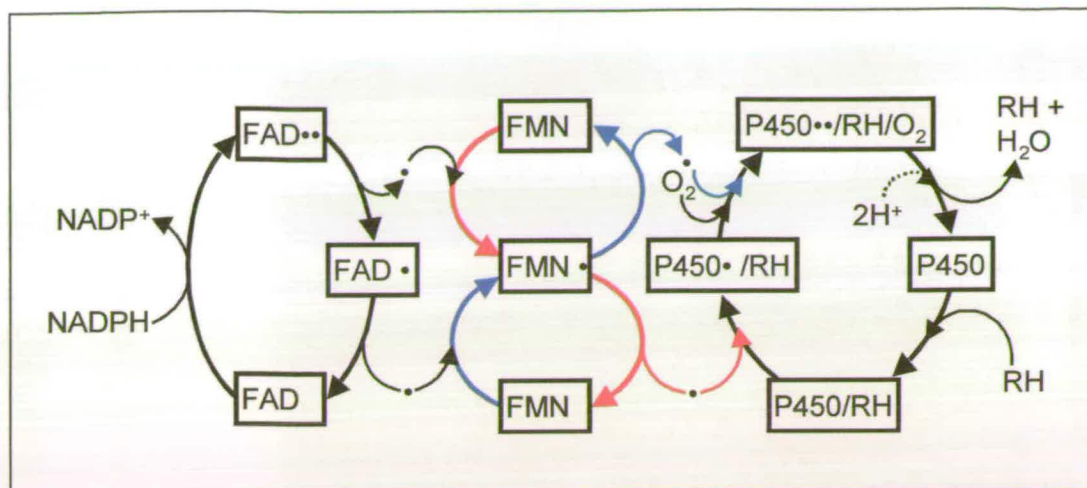 FAD••
FMN
P450••/RH/O₂
RH +
H₂O
•
•
O₂
2H⁺
NADP⁺
FAD •
FMN •
P450• /RH
P450
NADPH
FAD
•
FMN
•
P450/RH
RH